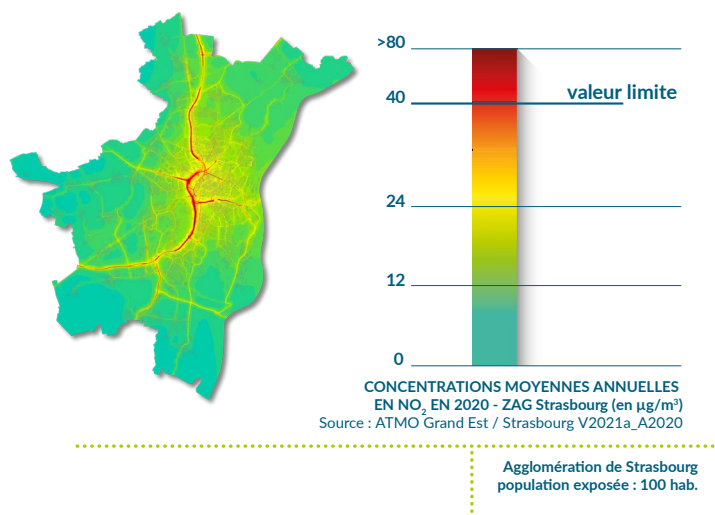 >80
40
valeur limite
24
12
0
CONCENTRATIONS MOYENNES ANNUELLES
EN NO₂ EN 2020 - ZAG Strasbourg (en µg/m³)
Source : ATMO Grand Est / Strasbourg V2021a_A2020
Agglomération de Strasbourg
population exposée : 100 hab.